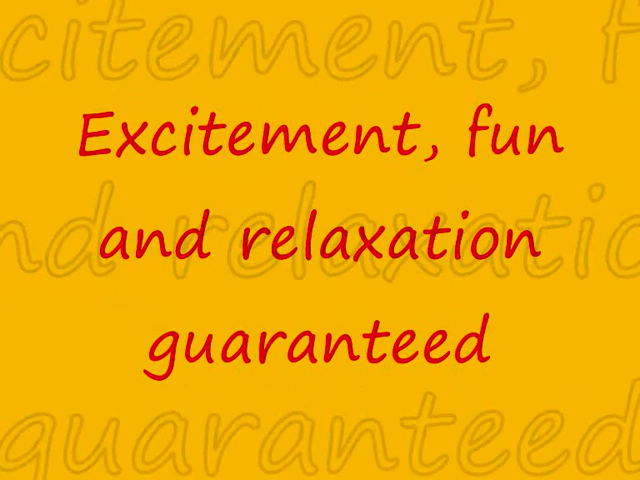 Excitement, fun
and relaxation
guaranteed